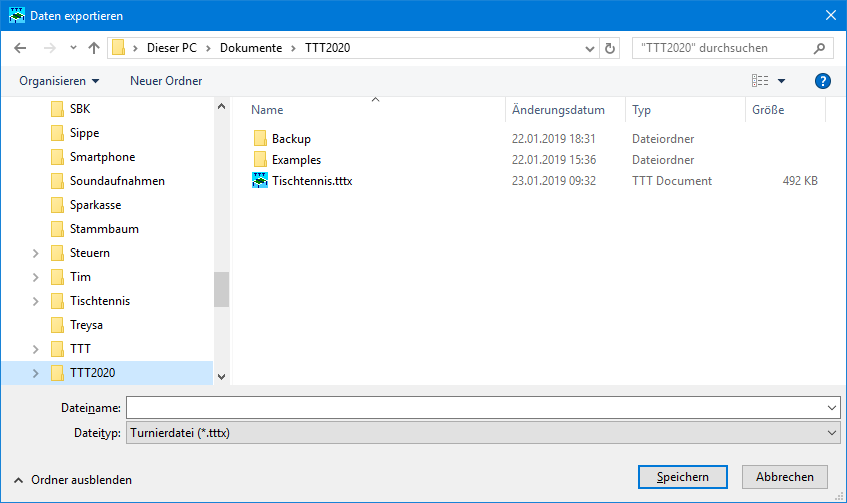 Daten exportieren
Dieser PC > Dokumente > TTT2020
"TTT2020" durchsuchen
Organisieren Neuer Ordner
?
SBK
Sippe
Smartphone
Soundaufnahmen
Sparkasse
Stammbaum
Steuern
Tim
Tischtennis
Treysa
TTT
TTT2020
Name Änderungsdatum Typ Größe
Backup 22.01.2019 18:31 Dateiordner
Examples 22.01.2019 15:36 Dateiordner
Tischtennis.tttx 23.01.2019 09:32 TTT Document 492 KB
Dateiname:
Dateityp: Turnierdatei (*.tttx)
Ordner ausblenden
Speichern Abbrechen